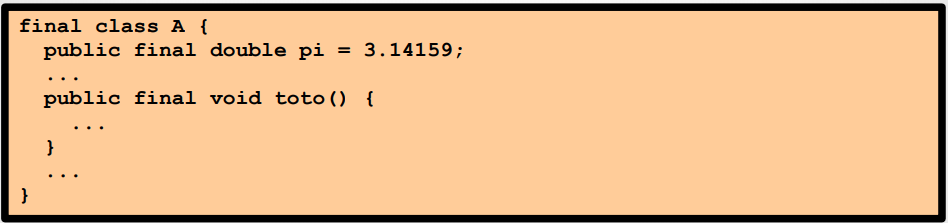 final class A {
  public final double pi = 3.14159;
  ...
  public final void toto() {
    ...
  }
  ...
}